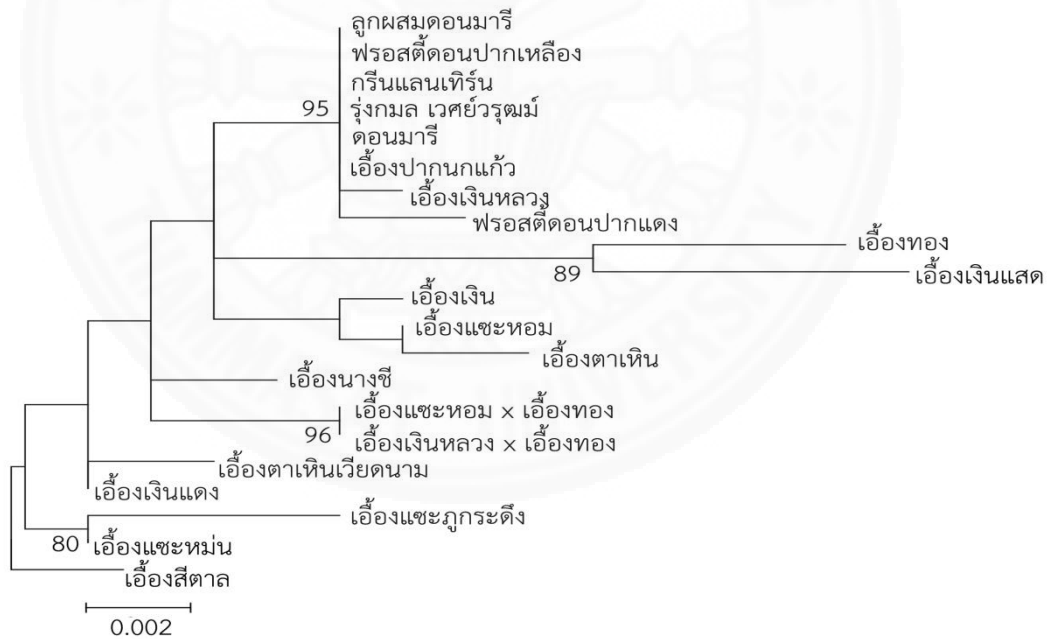 ลูกผสมดอนมารี
ฟรอสตี้ดอนปากเหลือง
กรีนแลนเทิร์น
95
รุ่งกมล เวศย์วรุฒม์
ดอนมารี
เอื้องปากนกแก้ว
เอื้องเงินหลวง
ฟรอสตี้ดอนปากแดง
เอื้องทอง
89
เอื้องเงินแสด
เอื้องเงิน
เอื้องแซะหอม
เอื้องตาเหิน
เอื้องนางชี
เอื้องแซะหอม × เอื้องทอง
96
เอื้องเงินหลวง × เอื้องทอง
เอื้องตาเหินเวียดนาม
เอื้องเงินแดง
เอื้องแซะภูกระดึง
80
เอื้องแซะหม่น
เอื้องสีตาล
0.002